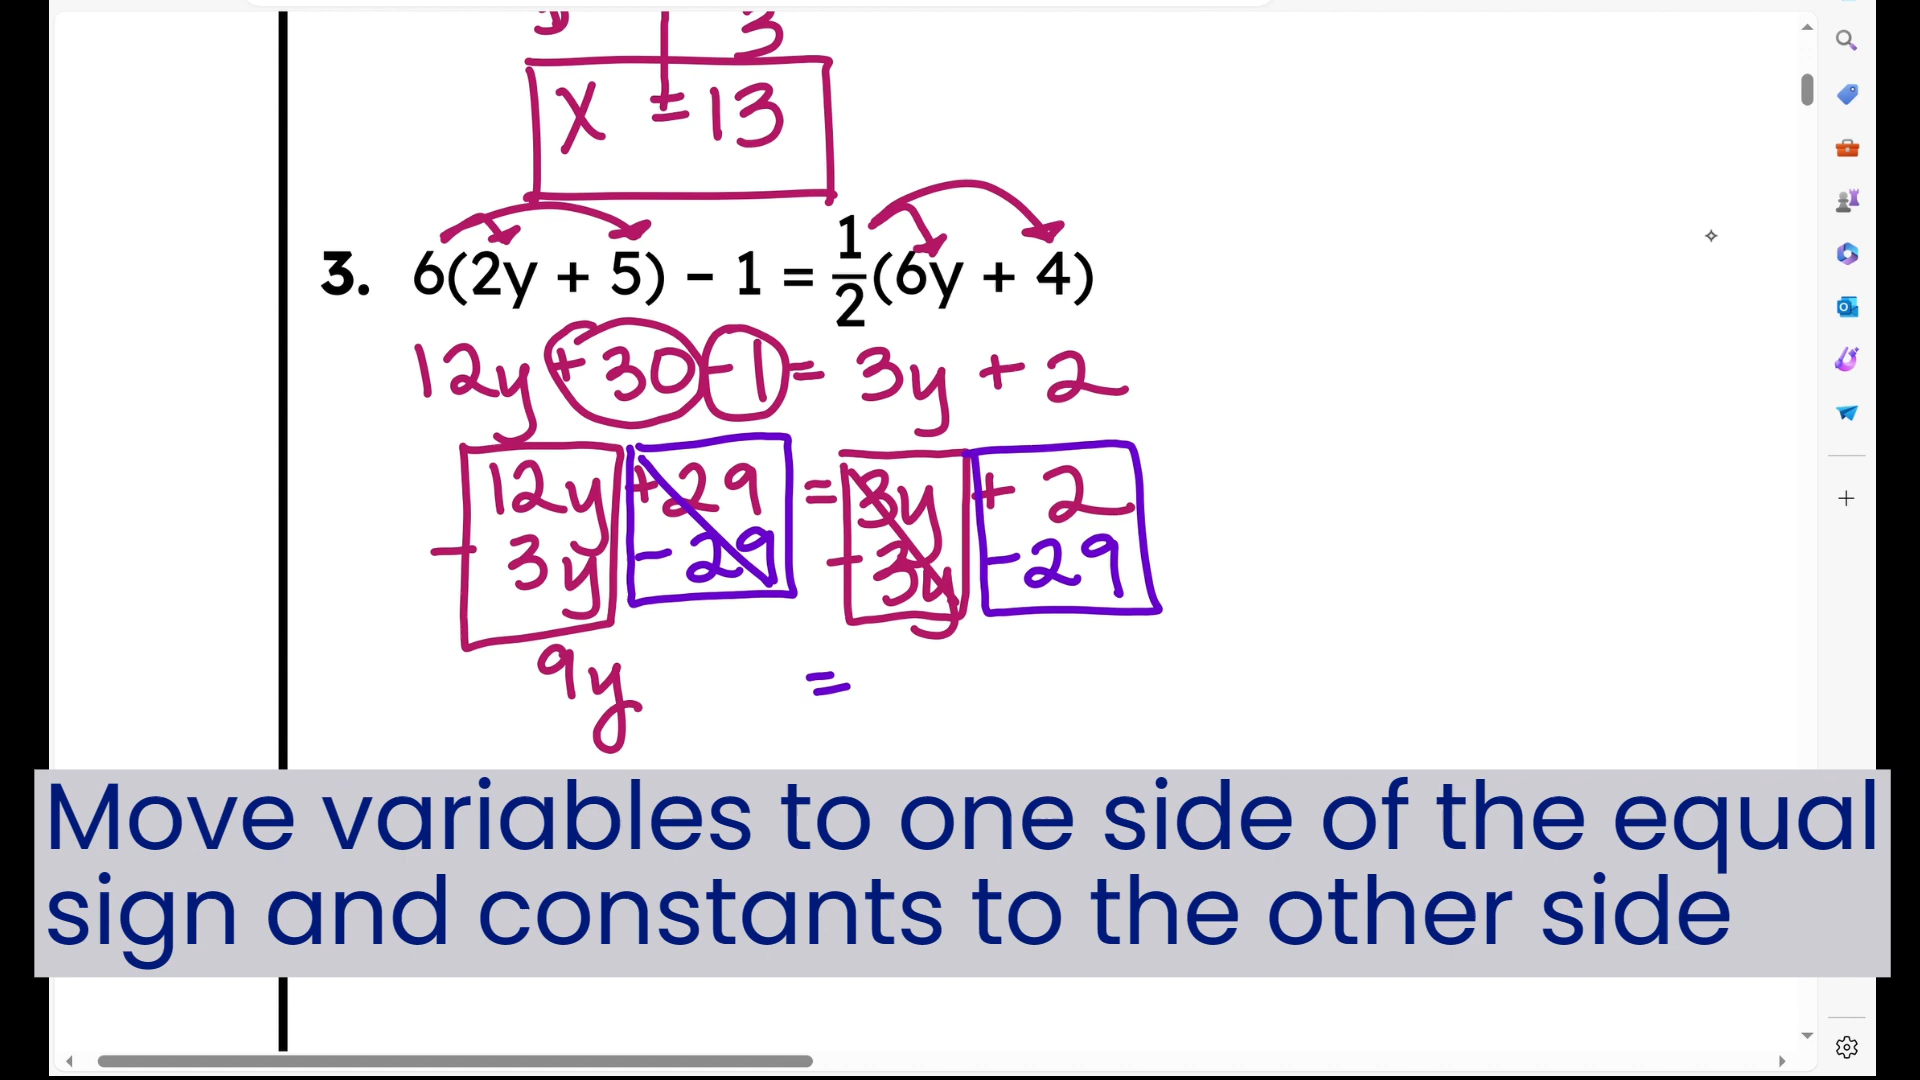 x = 13
3. 6(2y + 5) – 1 = 1/2(6y + 4)
12y + 30 - 1 = 3y + 2
12y + 29 = 3y + 2
- 3y - 29 - 3y - 29
9y =
Move variables to one side of the equal
sign and constants to the other side